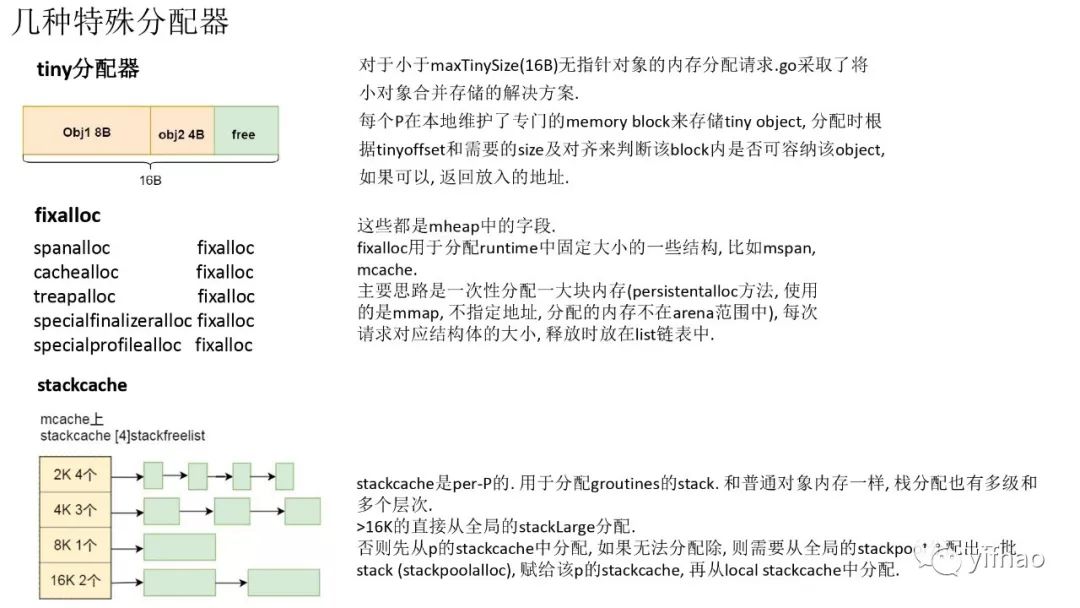 几种特殊分配器
tiny分配器
Obj1 8B
obj2 4B
free
16B
对于小于maxTinySize(16B)无指针对象的内存分配请求.go采取了将
小对象合并存储的解决方案.
每个P在本地维护了专门的memory block来存储tiny object, 分配时根
据tinyoffset和需要的size及对齐来判断该block内是否可容纳该object,
如果可以, 返回放入的地址.
fixalloc
spanalloc fixalloc
cachealloc fixalloc
treapalloc fixalloc
specialfinalizeralloc fixalloc
specialprofilealloc fixalloc
这些都是mheap中的字段.
fixalloc用于分配runtime中固定大小的一些结构, 比如mspan,
mcache.
主要思路是一次性分配一大块内存(persistentalloc方法, 使用
的是mmap, 不指定地址, 分配的内存不在arena范围中), 每次
请求对应结构体的大小, 释放时放在list链表中.
stackcache
mcache上
stackcache [4]stackfreelist
2K 4个
4K 3个
8K 1个
16K 2个
stackcache是per-P的. 用于分配groutines的stack. 和普通对象内存一样, 栈分配也有多级和
多个层次.
>16K的直接从全局的stackLarge分配.
否则先从p的stackcache中分配, 如果无法分配除, 则需要从全局的 配出一批
stack (stackpoolalloc), 赋给该p的stackcache, 再从local stackcache中分配.
yifhao